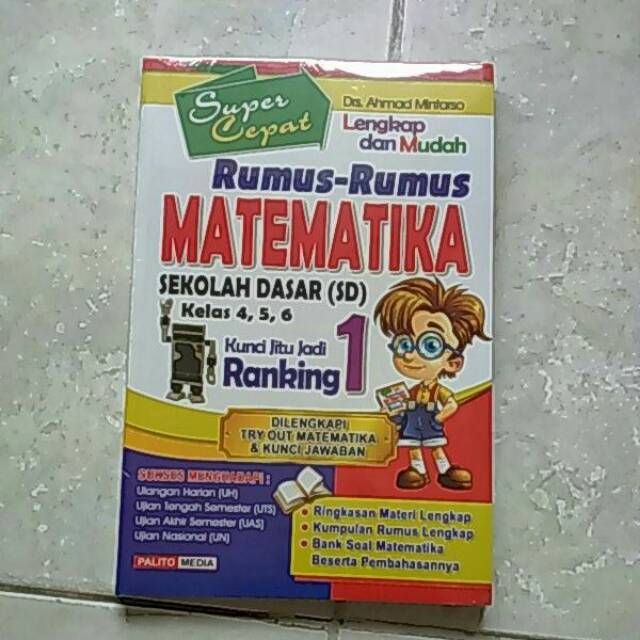 Super
Cepat
Drs. Ahmad Mintarso
Lengkap
dan Mudah
Rumus-Rumus
MATEMATIKA
SEKOLAH DASAR (SD)
Kelas 4, 5, 6
Kunci Jitu Jadi
Ranking 1
DILENGKAPI
TRY OUT MATEMATIKA
& KUNCI JAWABAN
SUKSES MENGHADAPI :
Ulangan Harian (UH)
Ujian Tengah Semester (UTS)
Ujian Akhir Semester (UAS)
Ujian Nasional (UN)
• Ringkasan Materi Lengkap
• Kumpulan Rumus Lengkap
• Bank Soal Matematika
Beserta Pembahasannya
PALITO MEDIA